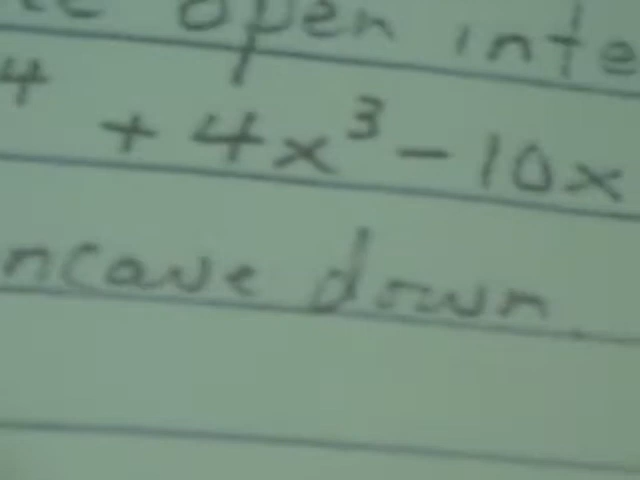 open inte
4 + 4x³ - 10x
ncave down.